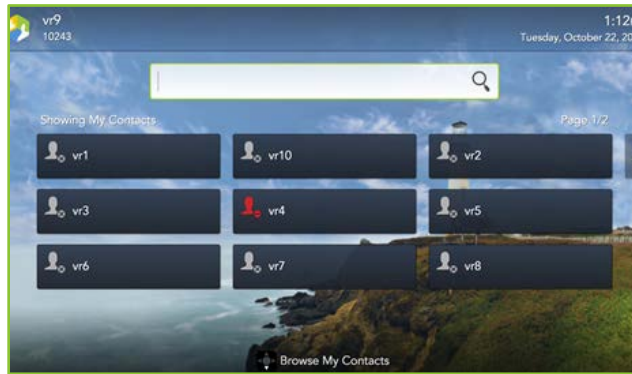 vr9
10243
1:12
Tuesday, October 22, 20
Showing My Contacts
Page 1/2
vr1
vr10
vr2
vr3
vr4
vr5
vr6
vr7
vr8
Browse My Contacts